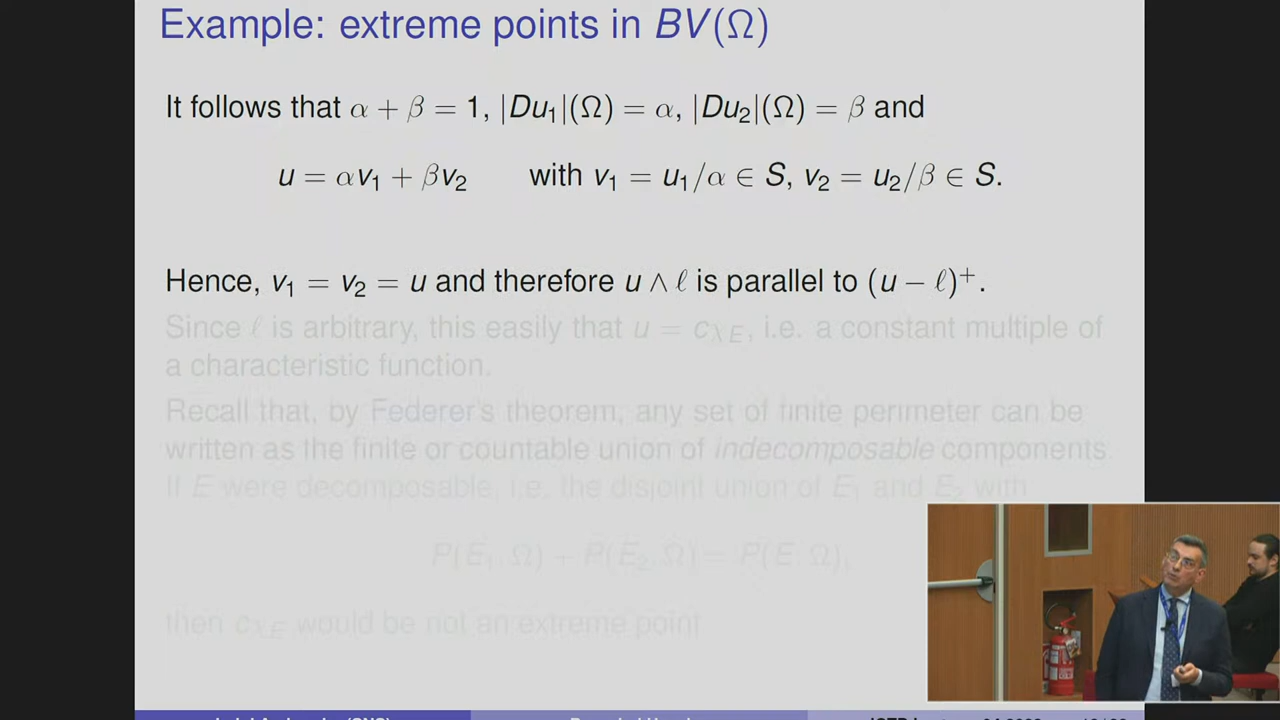 Example: extreme points in BV(Ω)
It follows that α + β = 1, |Du₁|(Ω) = α, |Du₂|(Ω) = β and
u = αv₁ + βv₂ with v₁ = u₁/α ∈ S, v₂ = u₂/β ∈ S.
Hence, v₁ = v₂ = u and therefore u ∧ ℓ is parallel to (u − ℓ)⁺.
Since ℓ is arbitrary, this easily that u = cχ_E, i.e. a constant multiple of
a characteristic function.
Recall that, by Federer's theorem, any set of finite perimeter can be
written as the finite or countable union of indecomposable components.
If E were decomposable, i.e. the disjoint union of E₁ and E₂ with
P(E₁, Ω) + P(E₂, Ω) = P(E, Ω),
then cχ_E would be not an extreme point